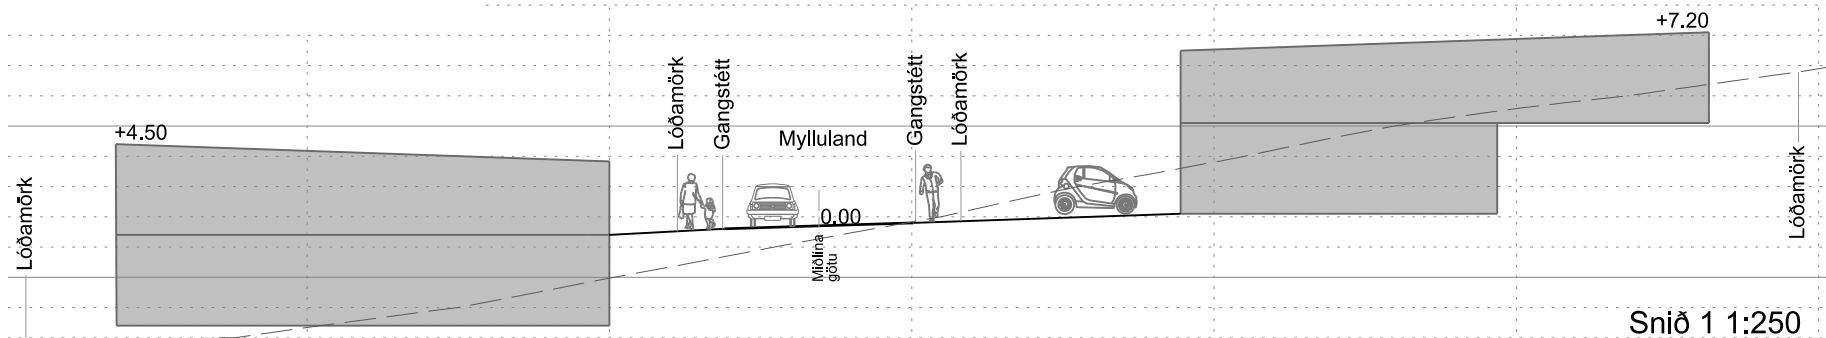 +7.20
+4.50
Lóðamörk
Gangstétt
Mylluland
Gangstétt
Lóðamörk
Lóðamörk
Lóðamörk
0.00
Miðlína
götu
Snið 1 1:250